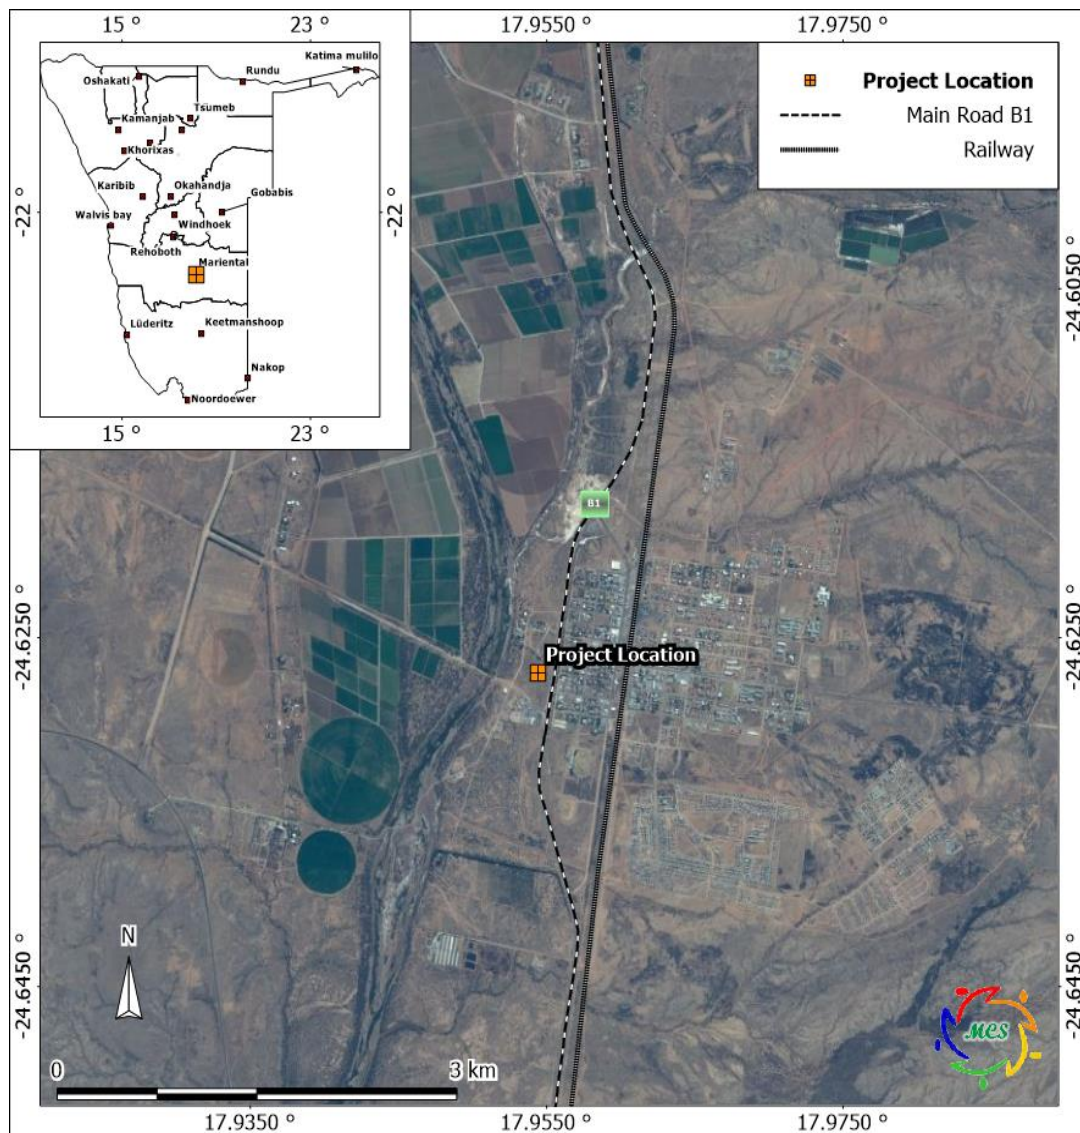 15 °
23 °
17.9550 °
17.9750 °
Katima mulilo
Oshakati
Rundu
Tsumeb
Kamanjab
Khorixas
Karibib
Okahandja
Gobabis
Walvis bay
Windhoek
Rehoboth
Mariental
Lüderitz
Keetmanshoop
Nakop
Noordoewer
-22
-22
15 °
23 °
Project Location
Main Road B1
Railway
-24.6050
B1
-24.6250
-24.6250
Project Location
-24.6450
-24.6450
N
0
3 km
MCS
17.9350 °
17.9550 °
17.9750 °